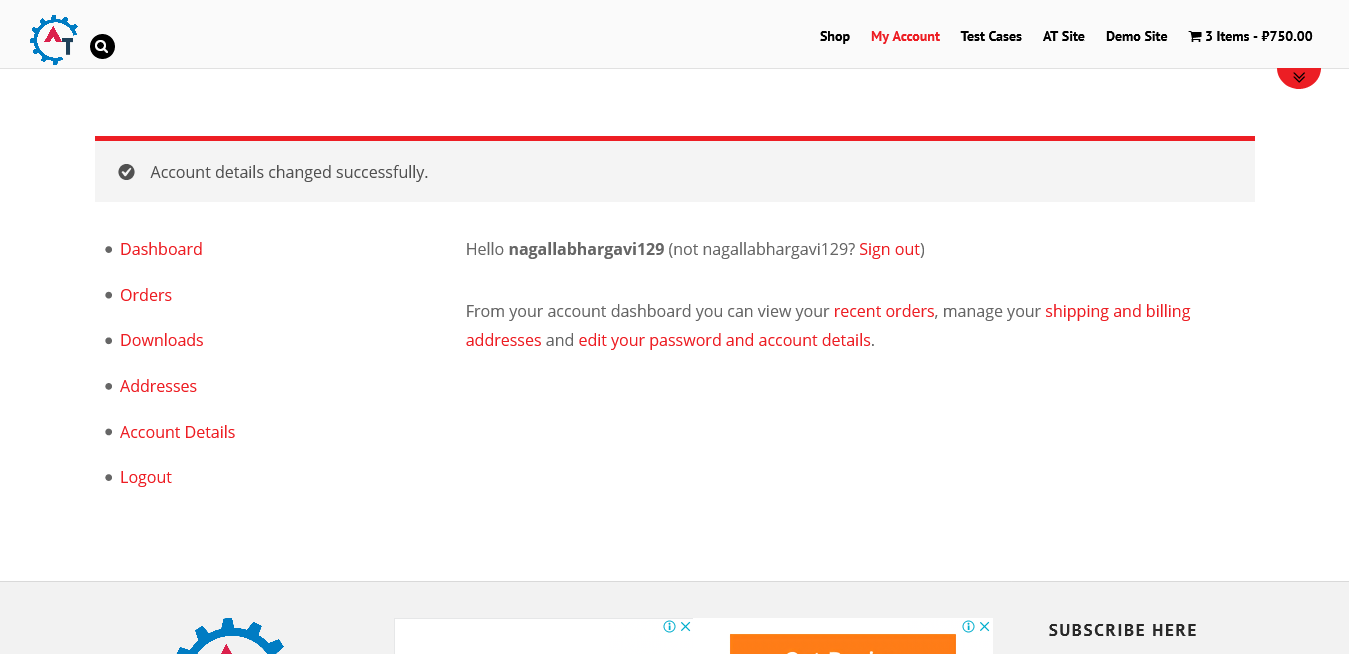 AT
Shop My Account Test Cases AT Site Demo Site 3 Items - ₽750.00
Account details changed successfully.
Dashboard
Orders
Downloads
Addresses
Account Details
Logout
Hello nagallabhargavi129 (not nagallabhargavi129? Sign out)
From your account dashboard you can view your recent orders, manage your shipping and billing
addresses and edit your password and account details.
SUBSCRIBE HERE